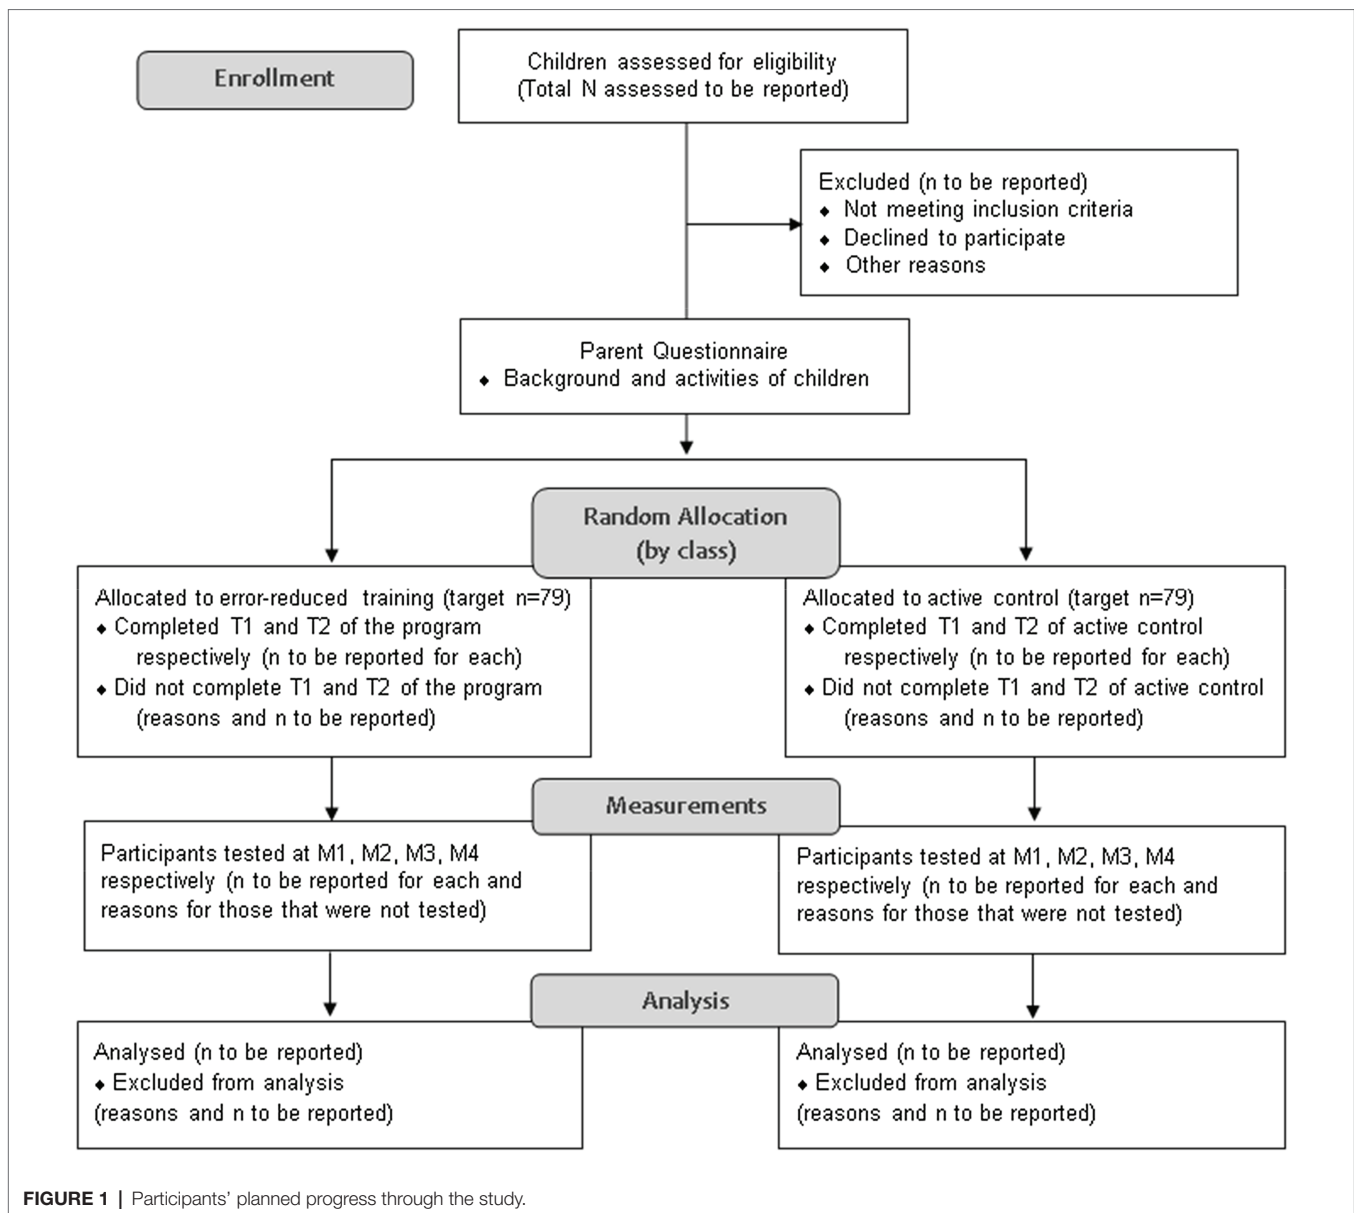 Enrollment
Children assessed for eligibility
(Total N assessed to be reported)
Excluded (n to be reported)
◆ Not meeting inclusion criteria
◆ Declined to participate
◆ Other reasons
Parent Questionnaire
◆ Background and activities of children
Random Allocation
(by class)
Allocated to error-reduced training (target n=79)
◆ Completed T1 and T2 of the program
respectively (n to be reported for each)
◆ Did not complete T1 and T2 of the program
(reasons and n to be reported)
Allocated to active control (target n=79)
◆ Completed T1 and T2 of active control
respectively (n to be reported for each)
◆ Did not complete T1 and T2 of active control
(reasons and n to be reported)
Measurements
Participants tested at M1, M2, M3, M4
respectively (n to be reported for each and
reasons for those that were not tested)
Participants tested at M1, M2, M3, M4
respectively (n to be reported for each and
reasons for those that were not tested)
Analysis
Analysed (n to be reported)
◆ Excluded from analysis
(reasons and n to be reported)
Analysed (n to be reported)
◆ Excluded from analysis
(reasons and n to be reported)
FIGURE 1 | Participants’ planned progress through the study.